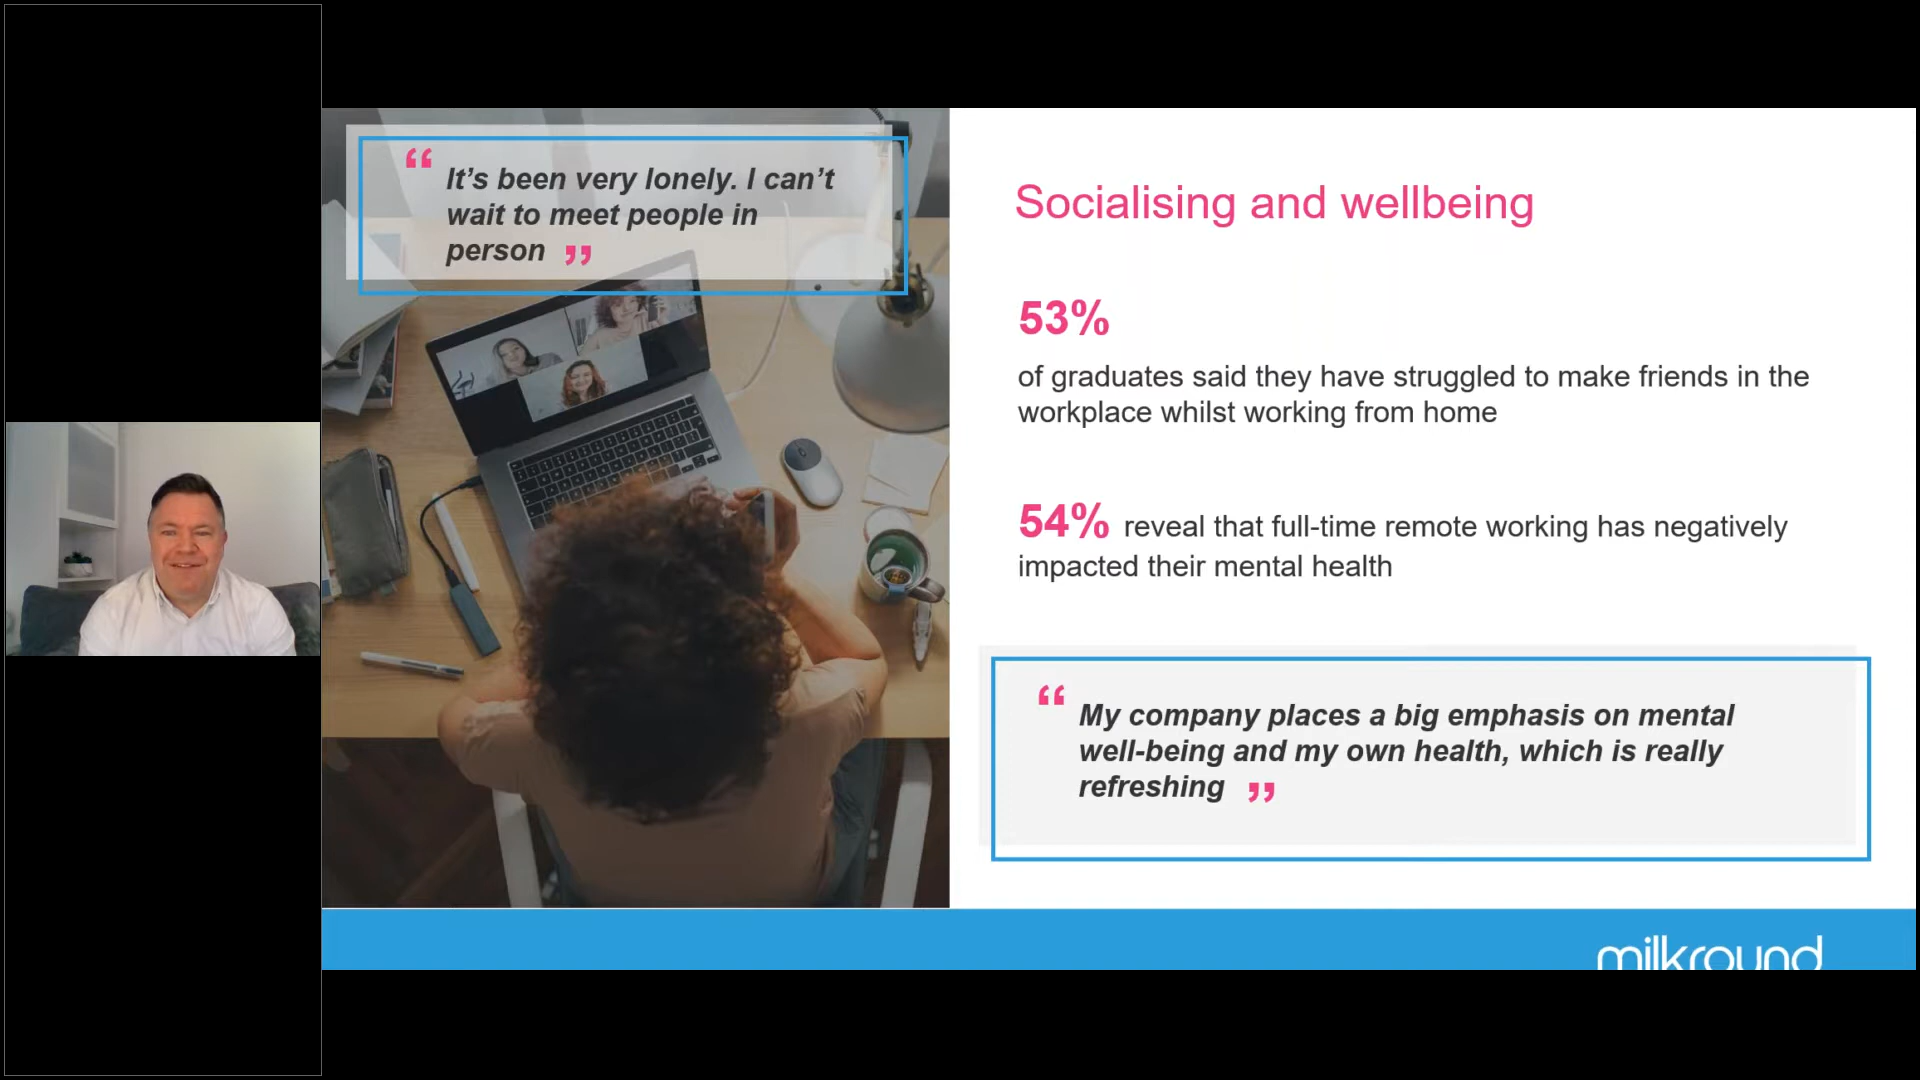 “ It’s been very lonely. I can’t
wait to meet people in
person ”
Socialising and wellbeing
53%
of graduates said they have struggled to make friends in the
workplace whilst working from home
54% reveal that full-time remote working has negatively
impacted their mental health
“ My company places a big emphasis on mental
well-being and my own health, which is really
refreshing ”
milkround